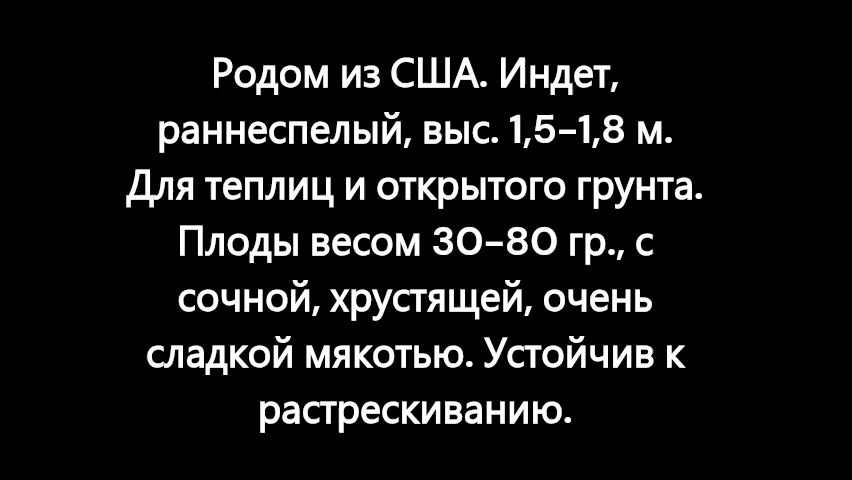 Родом из США. Индет,
раннеспелый, выс. 1,5-1,8 м.
Для теплиц и открытого грунта.
Плоды весом 30-80 гр., с
сочной, хрустящей, очень
сладкой мякотью. Устойчив к
растрескиванию.